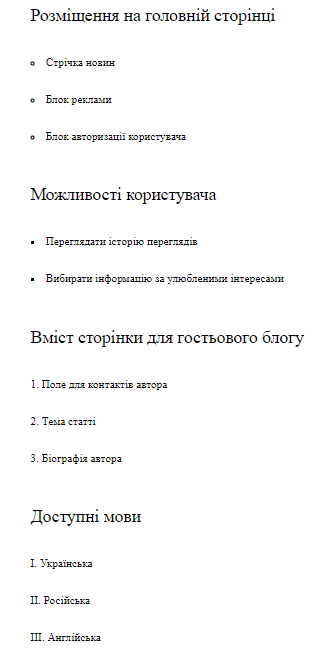 Розміщення на головній сторінці
Стрічка новин
Блок реклами
Блок авторизації користувача
Можливості користувача
Переглядати історію переглядів
Вибирати інформацію за улюбленими інтересами
Вміст сторінки для гостьового блогу
1. Поле для контактів автора
2. Тема статті
3. Біографія автора
Доступні мови
I. Українська
II. Російська
III. Англійська